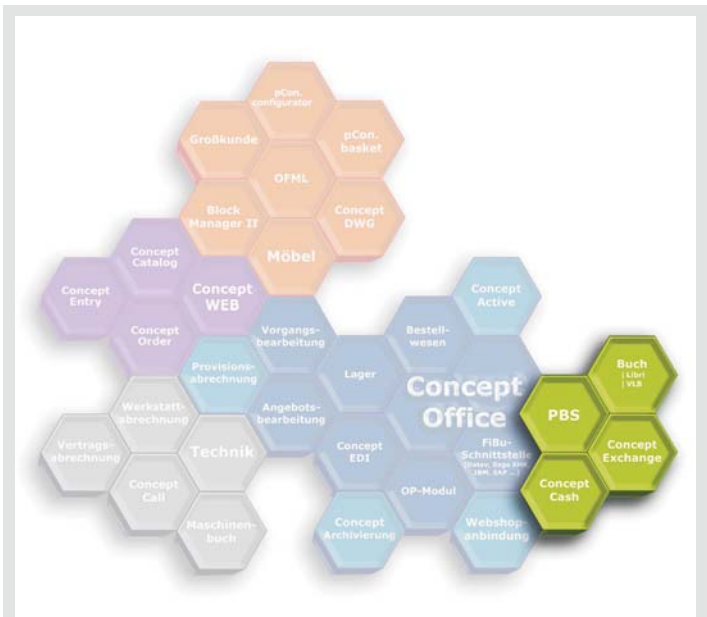 pCon.
configurator
Großkunde
pCon.
basket
OFML
Block
Manager II
Concept
DWG
Möbel
Concept
Catalog
Concept
Entry
Concept
WEB
Concept
Order
Concept
Active
Vorgangs-
bearbeitung
Bestell-
wesen
Provisions-
abrechnung
Lager
Concept
Office
Buch
| Libri
| VLB
PBS
Werkstatt-
abrechnung
Angebots-
bearbeitung
Vertrags-
abrechnung
Technik
Concept
EDI
FiBu-
Schnittstelle
Concept
Exchange
Concept
Call
OP-Modul
Concept
Cash
Maschinen-
buch
Concept
Archivierung
Webshop-
anbindung